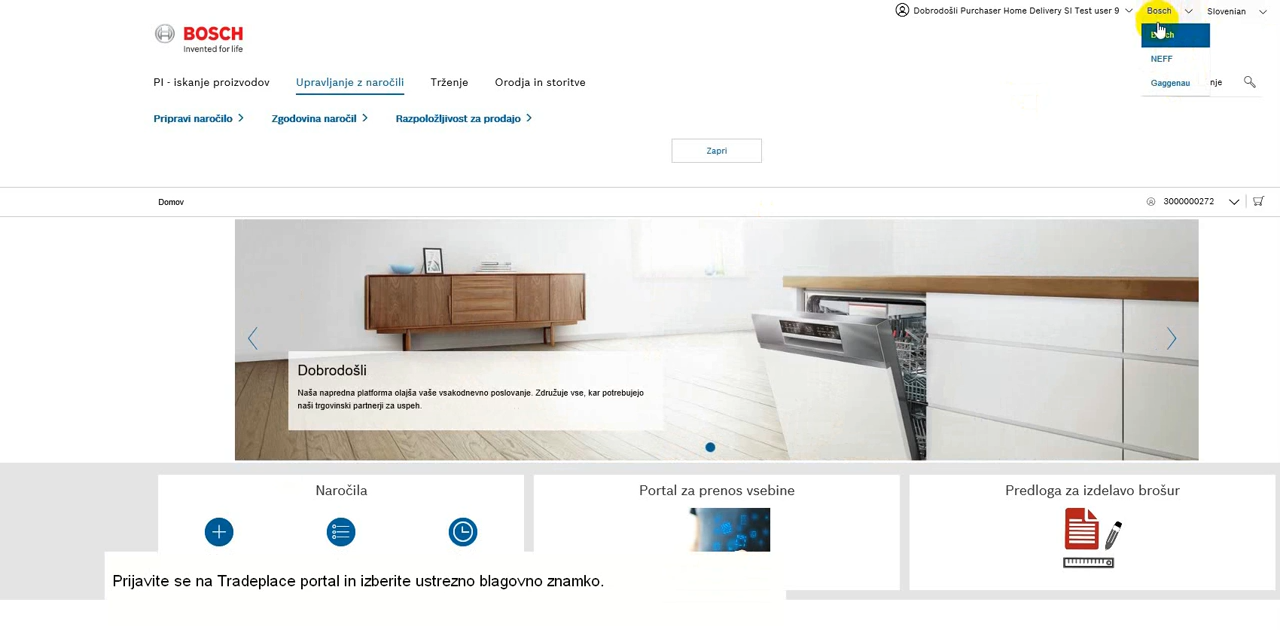 Dobrodošli Purchaser Home Delivery SI Test user 9
Bosch
Slovenian
BOSCH
Invented for life
Bosch
NEFF
Gaggenau
PI - iskanje proizvodov
Upravljanje z naročili
Trženje
Orodja in storitve
nje
Pripravi naročilo
Zgodovina naročil
Razpoložljivost za prodajo
Zapri
Domov
3000000272
Dobrodošli
Naša napredna platforma olajša vaše vsakodnevno poslovanje. Združuje vse, kar potrebujejo
naši trgovinski partnerji za uspeh.
Naročila
Portal za prenos vsebine
Predloga za izdelavo brošur
Prijavite se na Tradeplace portal in izberite ustrezno blagovno znamko.